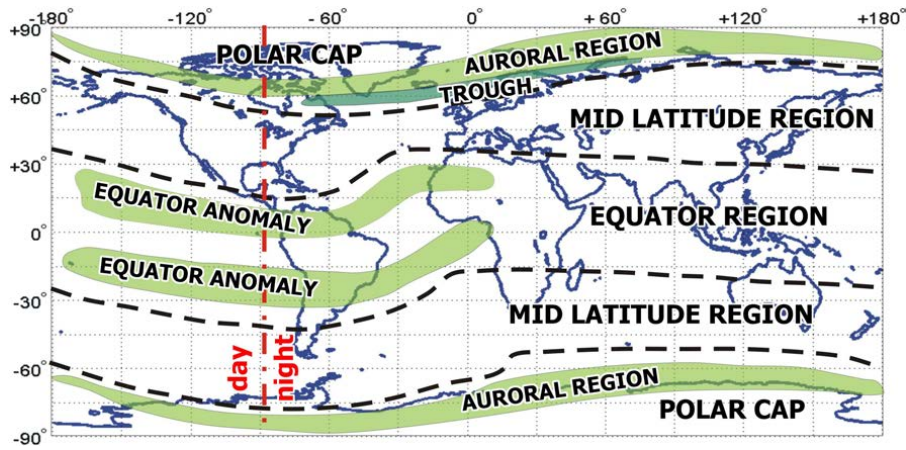 -180° -120° - 60° 0° +60° +120° +180°
+90°
POLAR CAP
AURORAL REGION
+60°
TROUGH
MID LATITUDE REGION
+30°
EQUATOR ANOMALY
EQUATOR REGION
0°
EQUATOR ANOMALY
-30°
MID LATITUDE REGION
day
night
-60°
AURORAL REGION
POLAR CAP
-90°